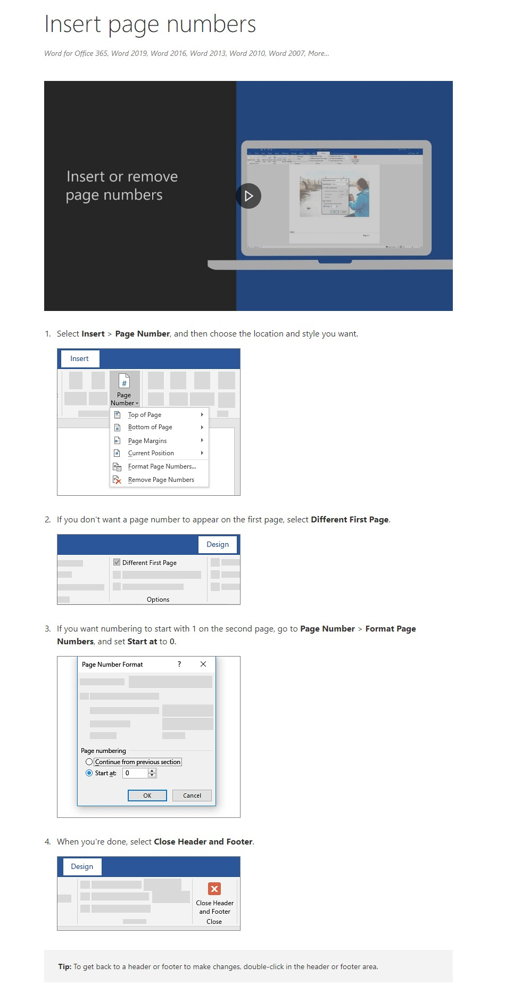 Insert page numbers
Word for Office 365, Word 2019, Word 2016, Word 2013, Word 2010, Word 2007, More...
Insert or remove
page numbers
1. Select Insert > Page Number, and then choose the location and style you want.
Insert
#
Page
Number
Top of Page
Bottom of Page
Page Margins
Current Position
Format Page Numbers...
Remove Page Numbers
2. If you don't want a page number to appear on the first page, select Different First Page.
Design
Different First Page
Options
3. If you want numbering to start with 1 on the second page, go to Page Number > Format Page
Numbers, and set Start at to 0.
Page Number Format ?
Page numbering
Continue from previous section
Start at: 0
OK Cancel
4. When you're done, select Close Header and Footer.
Design
Close Header
and Footer
Close
Tip: To get back to a header or footer to make changes, double-click in the header or footer area.